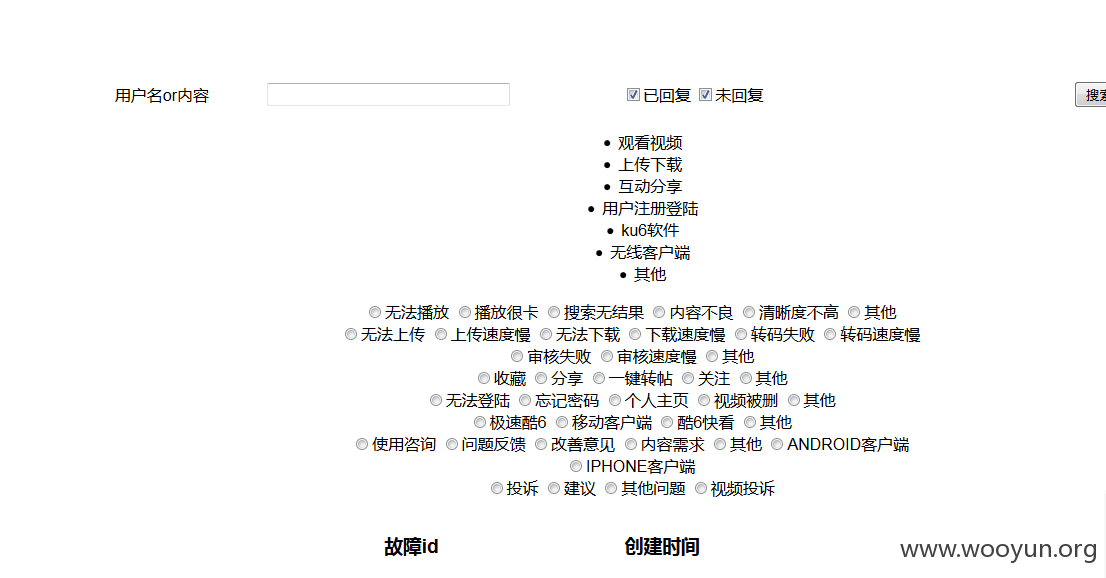 用户名or内容 已回复 未回复 搜索
观看视频
上传下载
互动分享
用户注册登陆
ku6软件
无线客户端
其他
无法播放 播放很卡 搜索无结果 内容不良 清晰度不高 其他
无法上传 上传速度慢 无法下载 下载速度慢 转码失败 转码速度慢
审核失败 审核速度慢 其他
收藏 分享 一键转帖 关注 其他
无法登陆 忘记密码 个人主页 视频被删 其他
极速酷6 移动客户端 酷6快看 其他
使用咨询 问题反馈 改善意见 内容需求 其他 ANDROID客户端
IPHONE客户端
投诉 建议 其他问题 视频投诉
故障id 创建时间
www.wooyun.org